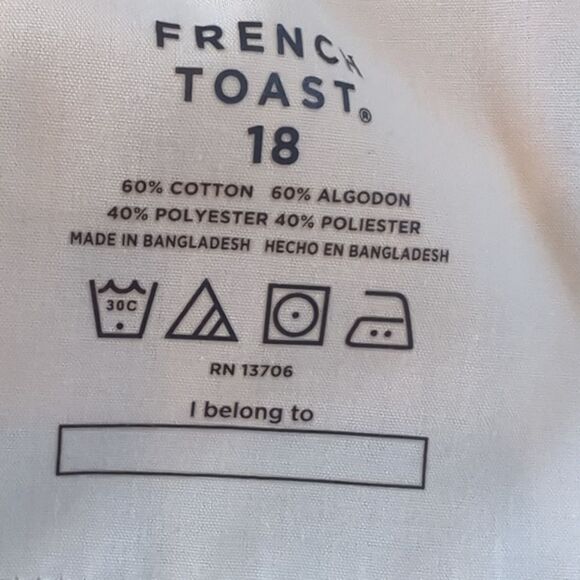 FRENCH
TOAST®
18
60% COTTON 60% ALGODON
40% POLYESTER 40% POLIESTER
MADE IN BANGLADESH HECHO EN BANGLADESH
30C
RN 13706
I belong to